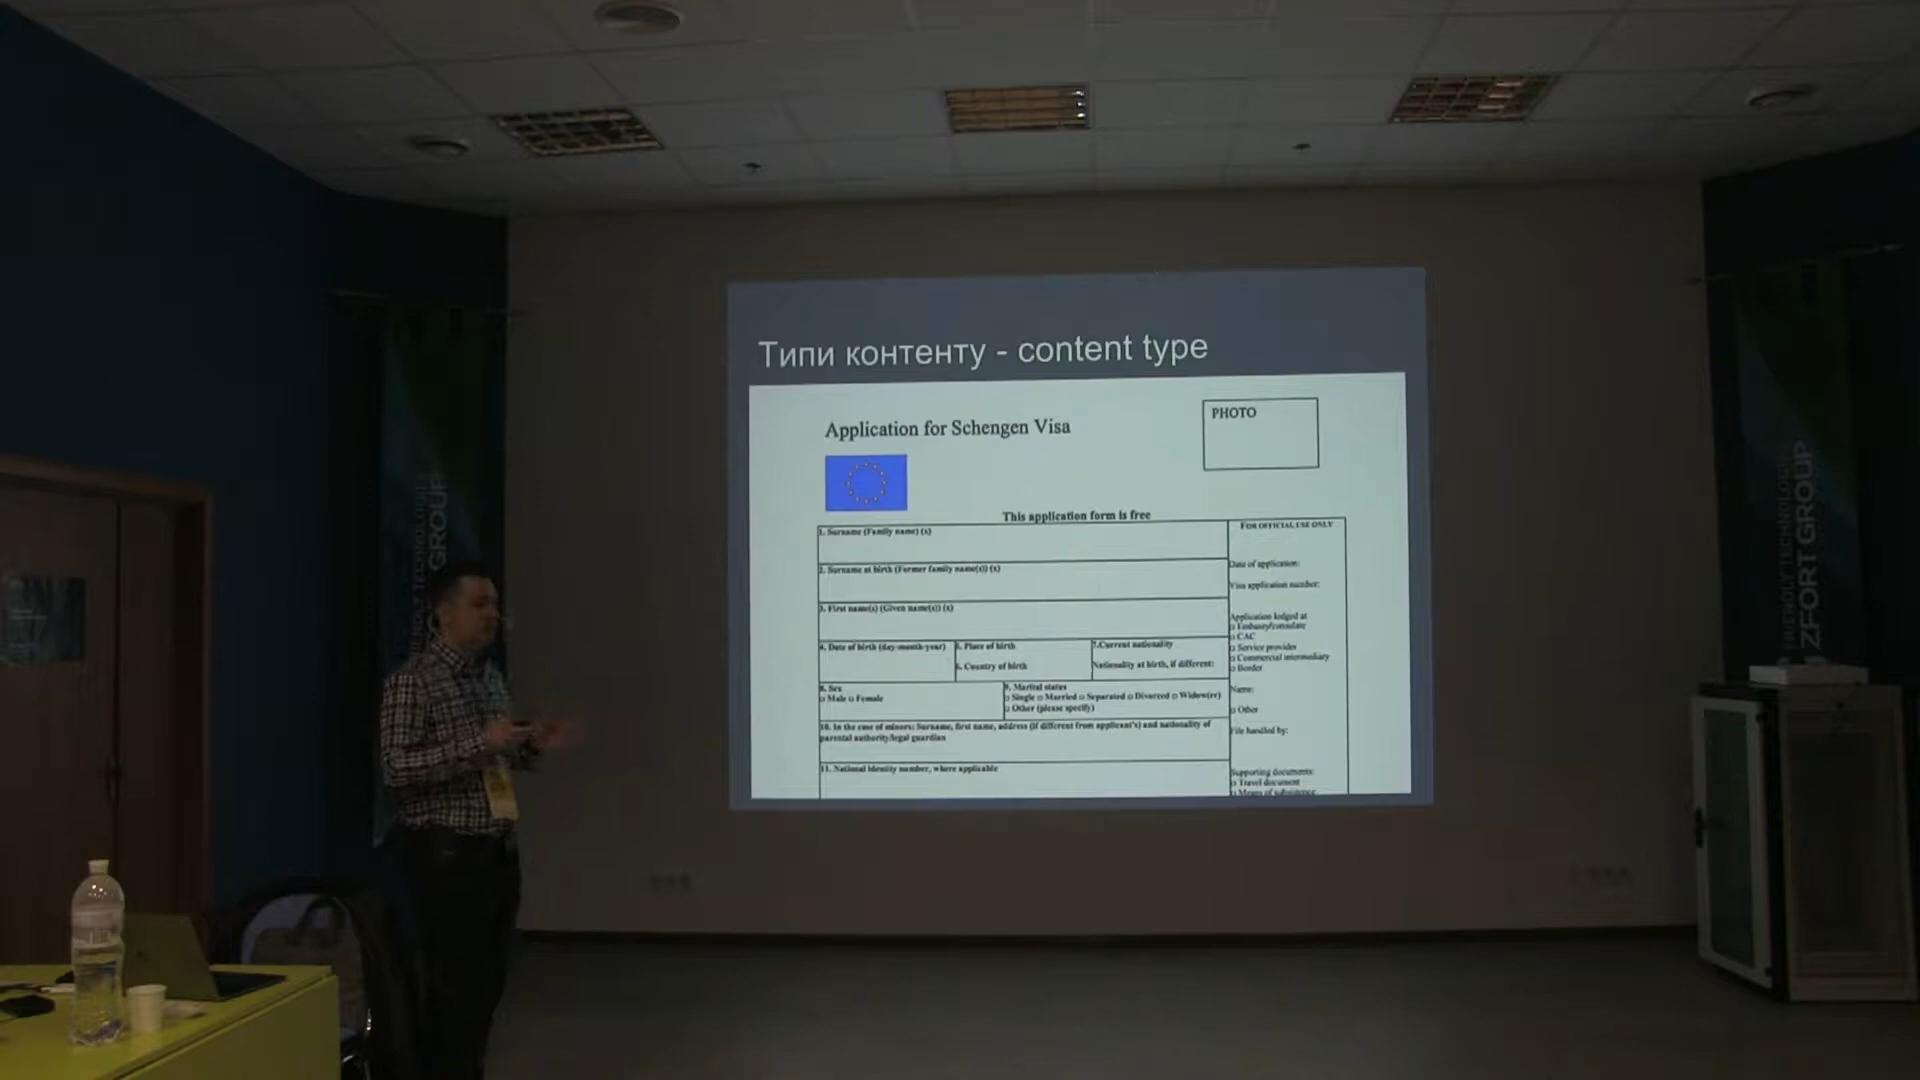 Типи контенту - content type
Application for Schengen Visa
PHOTO
This application form is free
1. Surname (Family name) (x)
2. Surname at birth (Former family name(s)) (x)
3. First name(s) (Given name(s)) (x)
4. Date of birth (day-month-year)
5. Place of birth
6. Country of birth
7.Current nationality
Nationality at birth, if different:
8. Sex
□ Male □ Female
9. Marital status
□ Single □ Married □ Separated □ Divorced □ Widow(er)
□ Other (please specify)
10. In the case of minors: Surname, first name, address (if different from applicant's) and nationality of
parental authority/legal guardian
11. National identity number, where applicable
FOR OFFICIAL USE ONLY
Date of application:
Visa application number:
Application lodged at
□ Embassy/consulate
□ CAC
□ Service provider
□ Commercial intermediary
□ Border
Name:
□ Other
File handled by:
Supporting documents:
□ Travel document
□ Means of subsistence
GROUP
FRIENDLY TECHNOLOGY
ZFORT GROUP